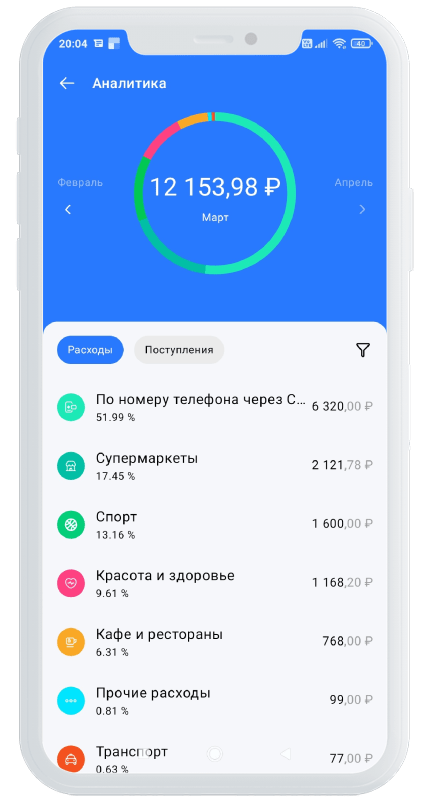 20:04
40
Аналитика
Февраль
12 153,98 ₽
Апрель
Март
Расходы
Поступления
По номеру телефона через С...
6 320,00 ₽
51.99 %
Супермаркеты
2 121,78 ₽
17.45 %
Спорт
1 600,00 ₽
13.16 %
Красота и здоровье
1 168,20 ₽
9.61 %
Кафе и рестораны
768,00 ₽
6.31 %
Прочие расходы
99,00 ₽
0.81 %
Транспорт
77,00 ₽
0.63 %